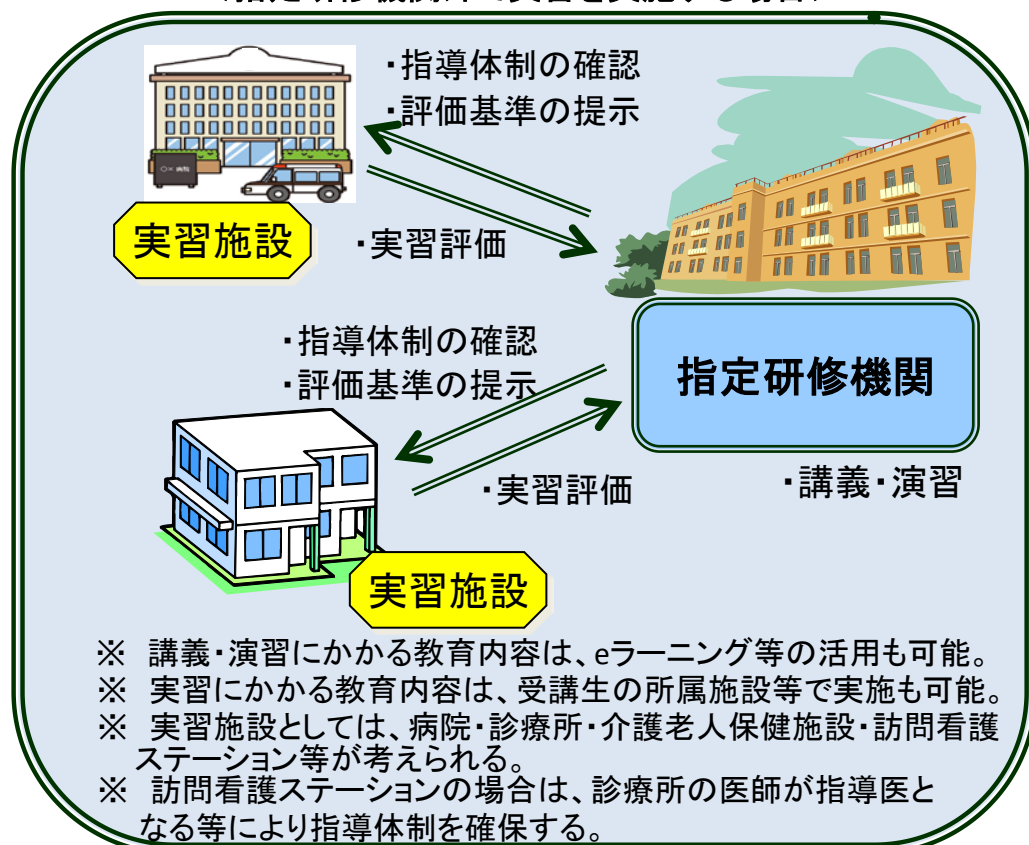 ・指導体制の確認
・評価基準の提示
実習施設
・実習評価
・指導体制の確認
・評価基準の提示
指定研修機関
・実習評価
・講義・演習
実習施設
※ 講義・演習にかかる教育内容は、eラーニング等の活用も可能。
※ 実習にかかる教育内容は、受講生の所属施設等で実施も可能。
※ 実習施設としては、病院・診療所・介護老人保健施設・訪問看護
ステーション等が考えられる。
※ 訪問看護ステーションの場合は、診療所の医師が指導医と
なる等により指導体制を確保する。